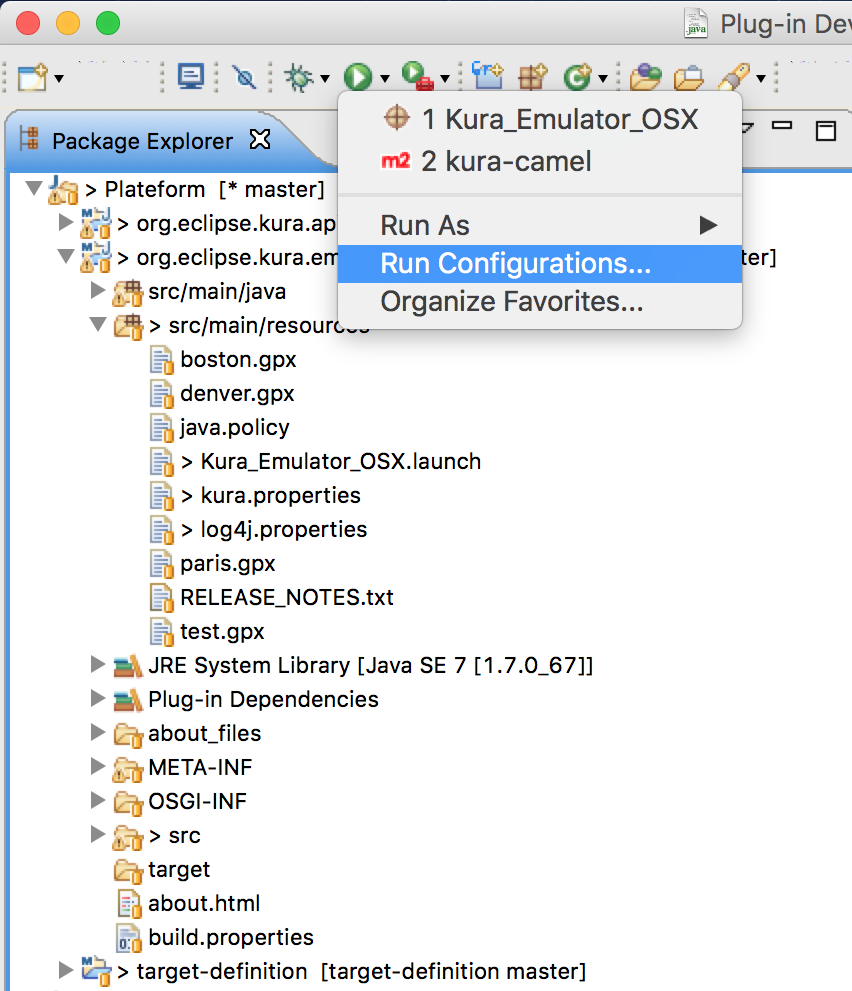 .java
Plug-in Dev
Package Explorer
1 Kura_Emulator_OSX
m2 2 kura-camel
Run As
Run Configurations...
Organize Favorites...
> Plateform [* master]
> org.eclipse.kura.ap
> org.eclipse.kura.em ter]
src/main/java
> src/main/resources
boston.gpx
denver.gpx
java.policy
> Kura_Emulator_OSX.launch
> kura.properties
> log4j.properties
paris.gpx
RELEASE_NOTES.txt
test.gpx
JRE System Library [Java SE 7 [1.7.0_67]]
Plug-in Dependencies
about_files
META-INF
OSGI-INF
> src
target
about.html
build.properties
> target-definition [target-definition master]